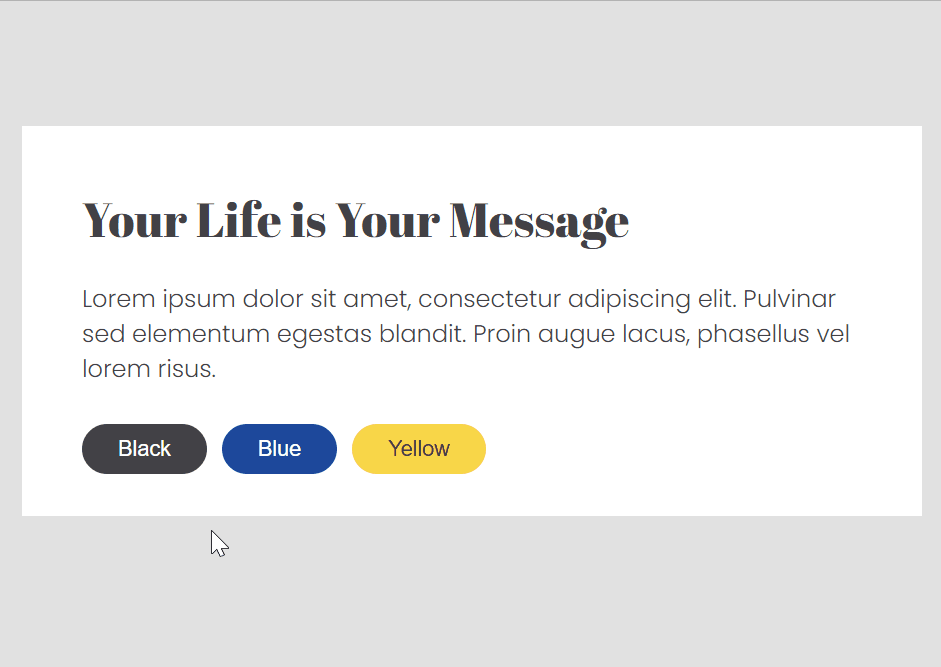 Your Life is Your Message
Lorem ipsum dolor sit amet, consectetur adipiscing elit. Pulvinar
sed elementum egestas blandit. Proin augue lacus, phasellus vel
lorem risus.
Black Blue Yellow